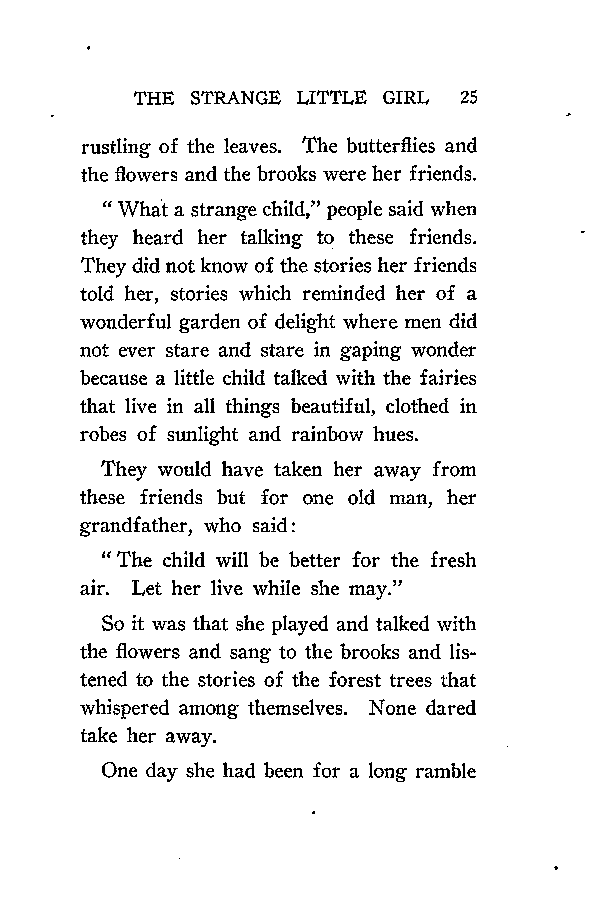 THE STRANGE LITTLE GIRL 25
rustling of the leaves. The butterflies and
the flowers and the brooks were her friends.
“ What a strange child,” people said when
they heard her talking to these friends.
They did not know of the stories her friends
told her, stories which reminded her of a
wonderful garden of delight where men did
not ever stare and stare in gaping wonder
because a little child talked with the fairies
that live in all things beautiful, clothed in
robes of sunlight and rainbow hues.
They would have taken her away from
these friends but for one old man, her
grandfather, who said:
“ The child will be better for the fresh
air. Let her live while she may.”
So it was that she played and talked with
the flowers and sang to the brooks and lis-
tened to the stories of the forest trees that
whispered among themselves. None dared
take her away.
One day she had been for a long ramble